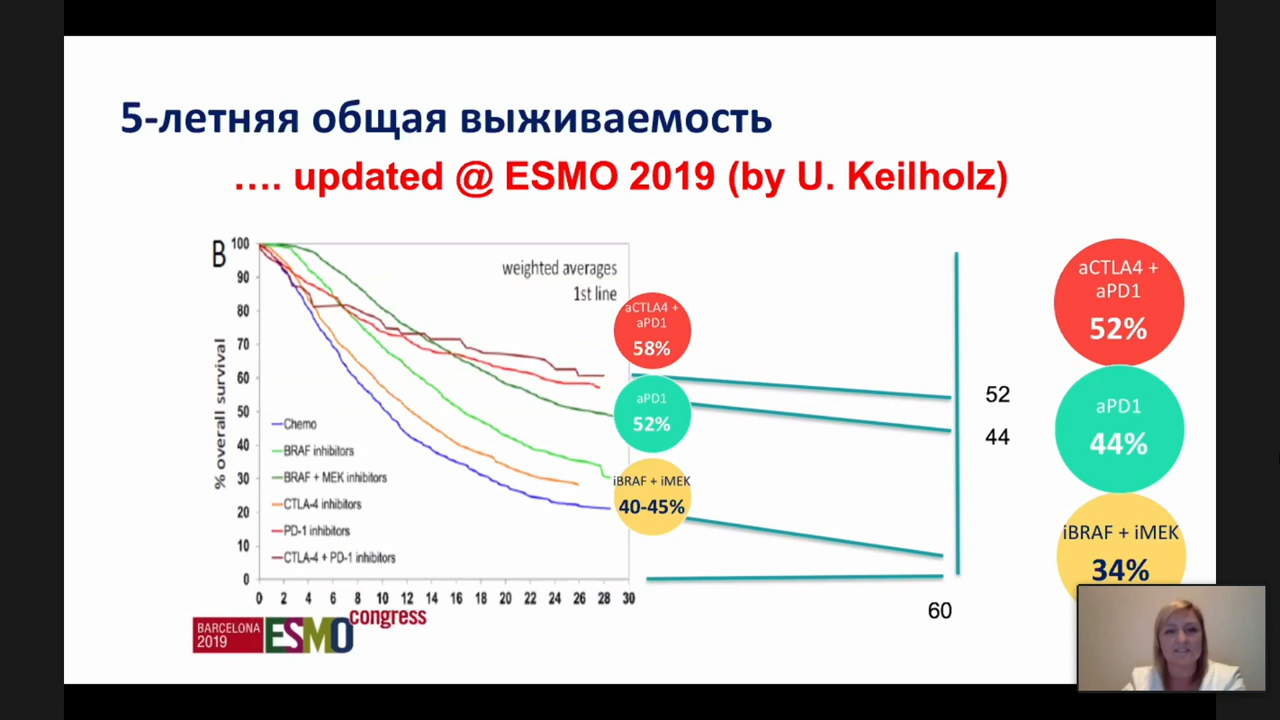 5-летняя общая выживаемость
.... updated @ ESMO 2019 (by U. Keilholz)
B
weighted averages
1st line
% overall survival
100
90
80
70
60
50
40
30
20
10
0
Chemo
BRAF inhibitors
BRAF + MEK inhibitors
CTLA-4 inhibitors
PD-1 inhibitors
CTLA-4 + PD-1 inhibitors
0 2 4 6 8 10 12 14 16 18 20 22 24 26 28 30
aCTLA4 +
aPD1
58%
aPD1
52%
iBRAF + iMEK
40-45%
52
44
60
aCTLA4 +
aPD1
52%
aPD1
44%
iBRAF + iMEK
34%
BARCELONA
2019
ESMO
congress